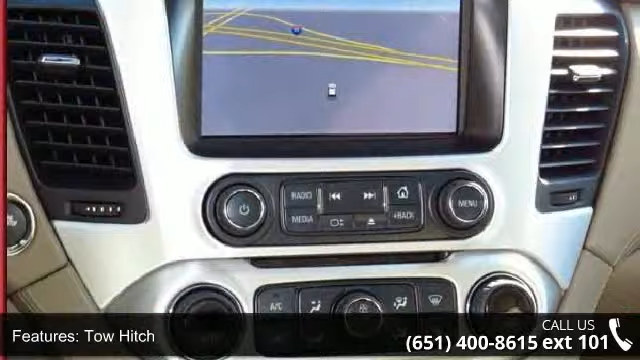 RADIO
MEDIA
BACK
MENU
A/C
Features: Tow Hitch
CALL US
(651) 400-8615 ext 101